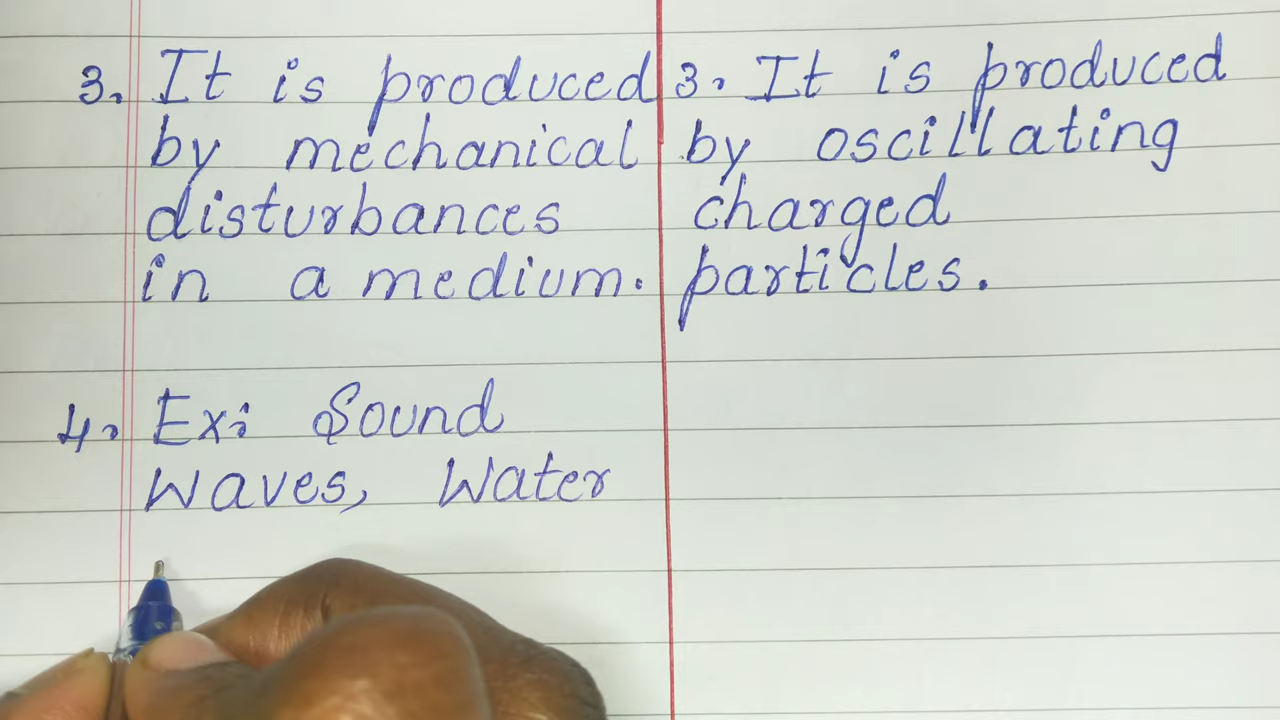 3. It is produced
by mechanical
disturbances
in a medium.
4. Ex: Sound
Waves, Water
3. It is produced
by oscillating
charged
particles.